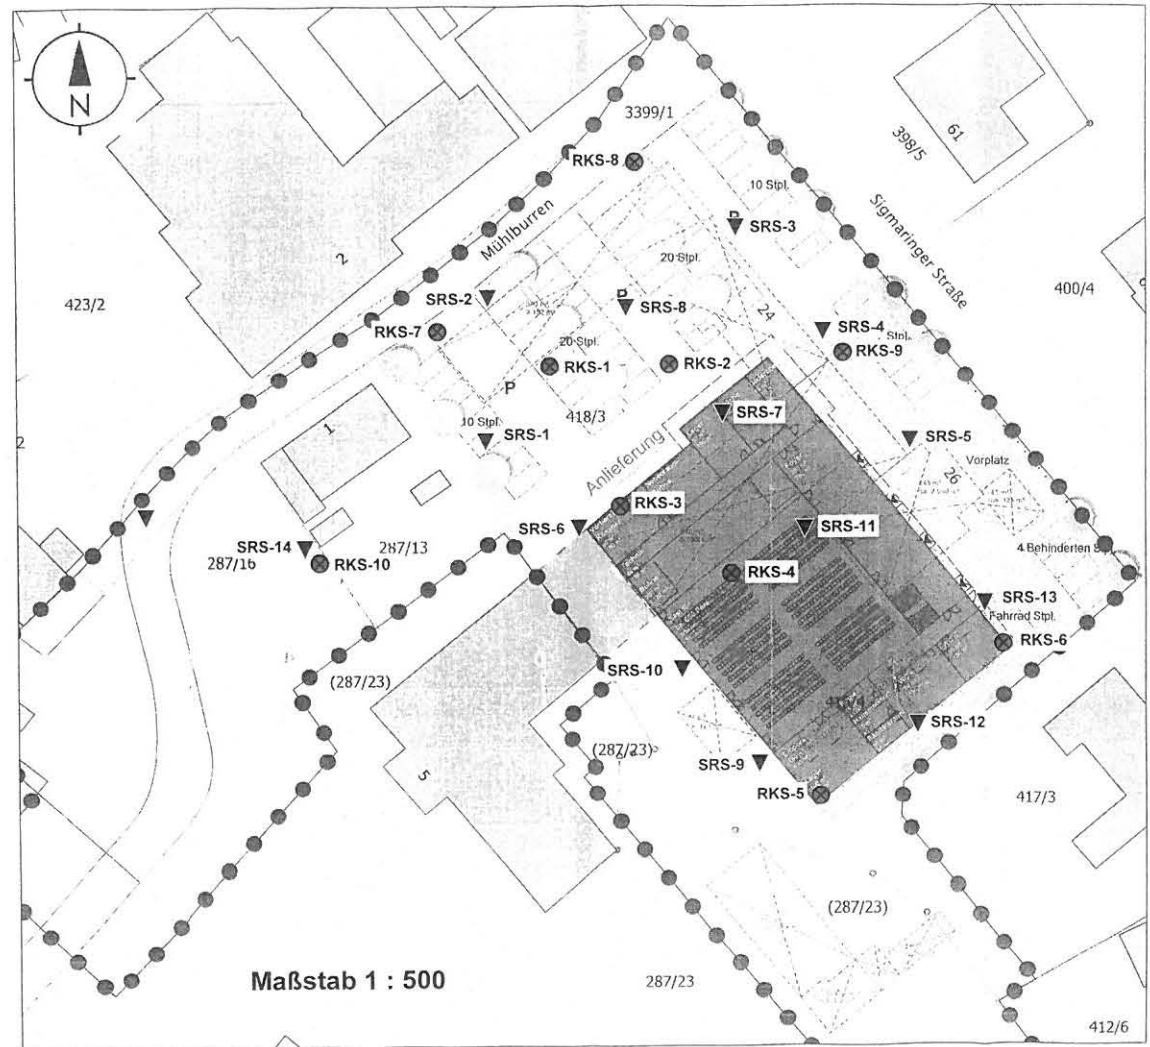 N
3399/1
61
398/5
RKS-8
10 Stpl.
P
SRS-3
Sigmaringer Straße
Mühlburren
2
20 Stpl.
423/2
SRS-2
P
SRS-8
24
400/4
RKS-7
SRS-4
Stpl.
20 Stpl.
RKS-9
RKS-1
RKS-2
P
SRS-7
1
10 Stpl.
418/3
SRS-1
SRS-5
2
Anlieferung
Vorplatz
26
RKS-3
SRS-6
SRS-11
SRS-14
287/13
4 Behinderten
287/16
RKS-10
RKS-4
SRS-13
Fahrrad Stpl.
RKS-6
SRS-10
(287/23)
SRS-12
(287/23)
SRS-9
5
RKS-5
417/3
(287/23)
Maßstab 1 : 500
287/23
412/6